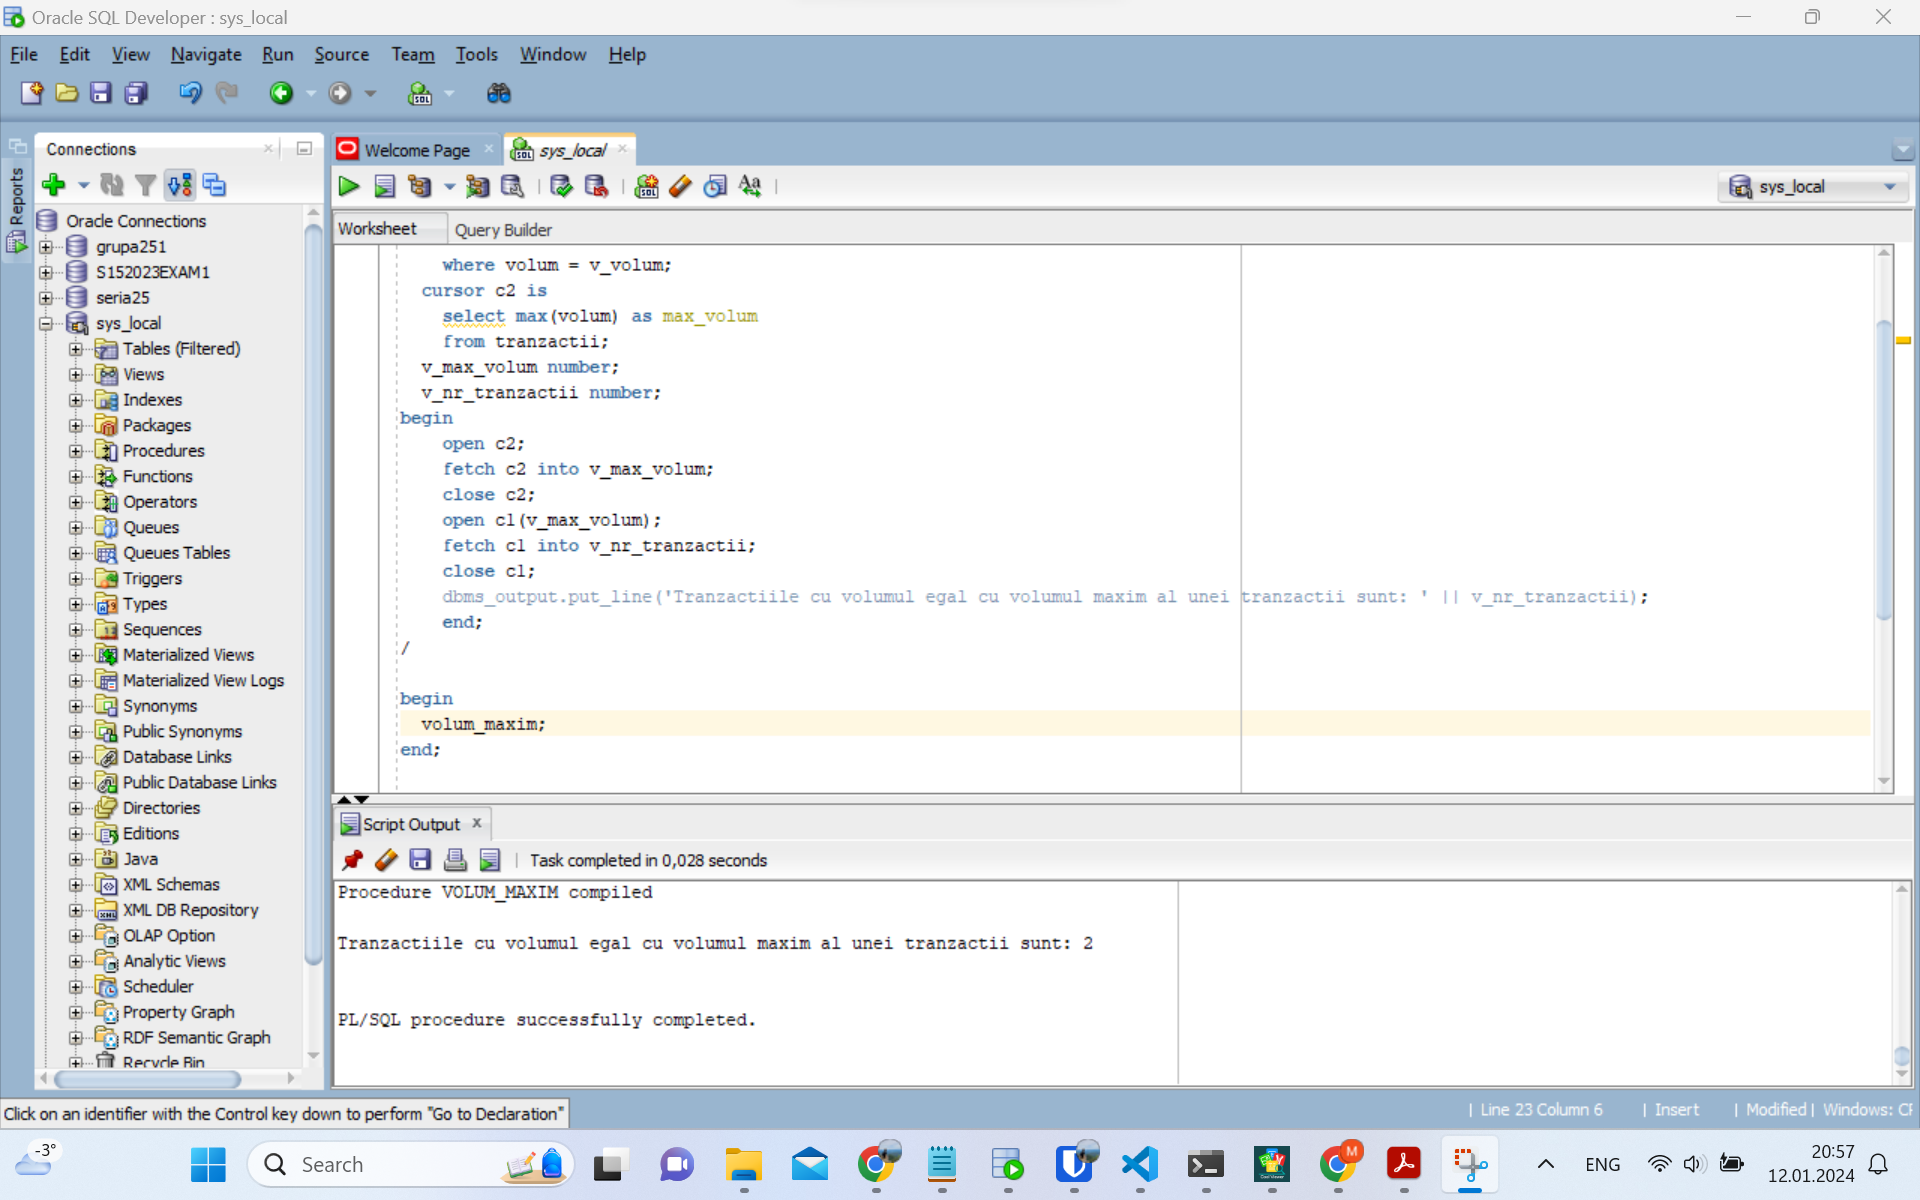 Oracle SQL Developer : sys_local
File Edit View Navigate Run Source Team Tools Window Help
Reports
Connections
Oracle Connections
grupa251
S152023EXAM1
seria25
sys_local
Tables (Filtered)
Views
Indexes
Packages
Procedures
Functions
Operators
Queues
Queues Tables
Triggers
Types
Sequences
Materialized Views
Materialized View Logs
Synonyms
Public Synonyms
Database Links
Public Database Links
Directories
Editions
Java
XML Schemas
XML DB Repository
OLAP Option
Analytic Views
Scheduler
Property Graph
RDF Semantic Graph
Recycle Bin
Welcome Page
sys_local
sys_local
Worksheet Query Builder
where volum = v_volum;
cursor c2 is
select max(volum) as max_volum
from tranzactii;
v_max_volum number;
v_nr_tranzactii number;
begin
open c2;
fetch c2 into v_max_volum;
close c2;
open c1(v_max_volum);
fetch c1 into v_nr_tranzactii;
close c1;
dbms_output.put_line('Tranzactiile cu volumul egal cu volumul maxim al unei tranzactii sunt: ' || v_nr_tranzactii);
end;
/
begin
volum_maxim;
end;
Script Output
Task completed in 0,028 seconds
Procedure VOLUM_MAXIM compiled
Tranzactiile cu volumul egal cu volumul maxim al unei tranzactii sunt: 2
PL/SQL procedure successfully completed.
Click on an identifier with the Control key down to perform "Go to Declaration"
| Line 23 Column 6 | Insert | Modified | Windows:
-3°
Search
ENG
20:57
12.01.2024